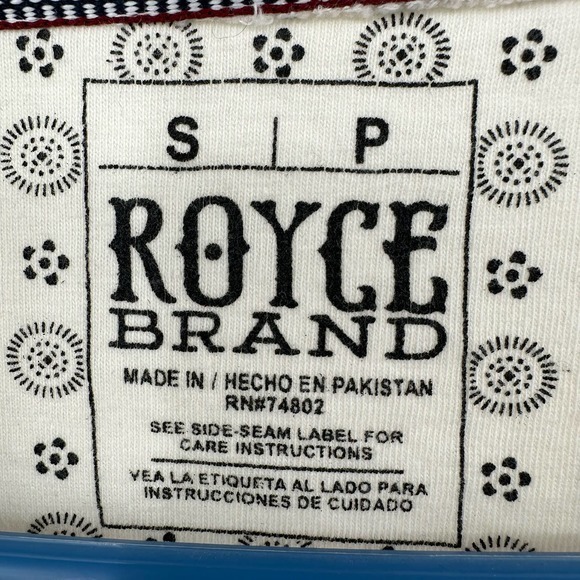 S | P
ROYCE
BRAND
MADE IN / HECHO EN PAKISTAN
RN#74802
SEE SIDE-SEAM LABEL FOR
CARE INSTRUCTIONS
VEA LA ETIQUETA AL LADO PARA
INSTRUCCIONES DE CUIDADO